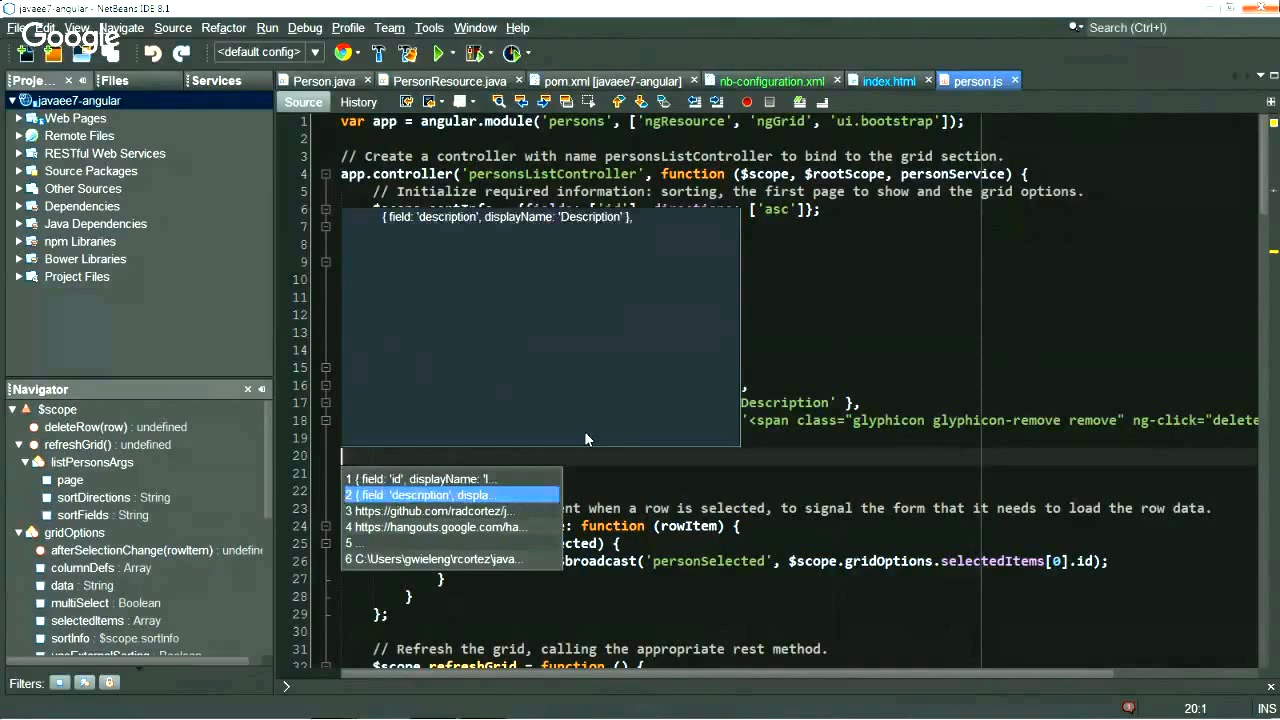 javaee7-angular - NetBeans IDE 8.1
File Edit View Navigate Source Refactor Run Debug Profile Team Tools Window Help
Search (Ctrl+I)
Google
<default config>
Proje...
Files
Services
Person.java
PersonResource.java
pom.xml [javaee7-angular]
nb-configuration.xml
index.html
person.js
javaee7-angular
Web Pages
Remote Files
RESTful Web Services
Source Packages
Other Sources
Dependencies
Java Dependencies
npm Libraries
Bower Libraries
Project Files
Source History
1 var app = angular.module('persons', ['ngResource', 'ngGrid', 'ui.bootstrap']);
2
3 // Create a controller with name personsListController to bind to the grid section.
4 app.controller('personsListController', function ($scope, $rootScope, personService) {
5 // Initialize required information: sorting, the first page to show and the grid options.
6 ['asc']};
{ field: 'description', displayName: 'Description' },
7
8
9
10
11
12
13
14
15
16 ,
17 Description' },
18 '<span class="glyphicon glyphicon-remove remove" ng-click="delete
19
20
1 { field: 'id', displayName: 'I...
2 { field: 'description', displa...
3 https://github.com/radcortez/j...
4 https://hangouts.google.com/ha...
5 ...
6 C:\Users\gwieleng\rcortez\java...
21
22
23 ent when a row is selected, to signal the form that it needs to load the row data.
24 : function (rowItem) {
25 ected) {
26 broadcast('personSelected', $scope.gridOptions.selectedItems[0].id);
27 }
28 }
29 };
30
31 // Refresh the grid, calling the appropriate rest method.
32 $scope.refreshGrid = function () {
Navigator
$scope
deleteRow(row) : undefined
refreshGrid() : undefined
listPersonsArgs
page
sortDirections : String
sortFields : String
gridOptions
afterSelectionChange(rowItem) : undefine
columnDefs : Array
data : String
multiSelect : Boolean
selectedItems : Array
sortInfo : $scope.sortInfo
useExternalSorting : Boolean
Filters:
20:1
INS